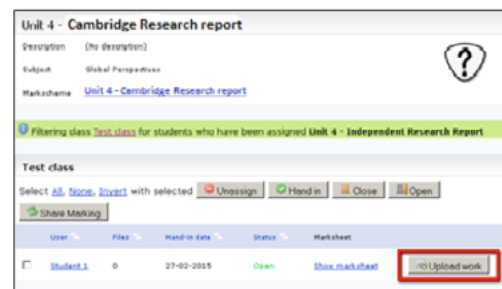 Unit 4 - Cambridge Research report
Description (No description)
Subject Global Perspectives
Markscheme Unit 4 - Cambridge Research report
?
Filtering class Test class for students who have been assigned Unit 4 - Independent Research Report
Test class
Select All, None, Invert with selected Unassign Hand in Close Open
Share Marking
User Files Hand-in date Status Marksheet
Student 1 0 27-02-2015 Open Show marksheet Upload work